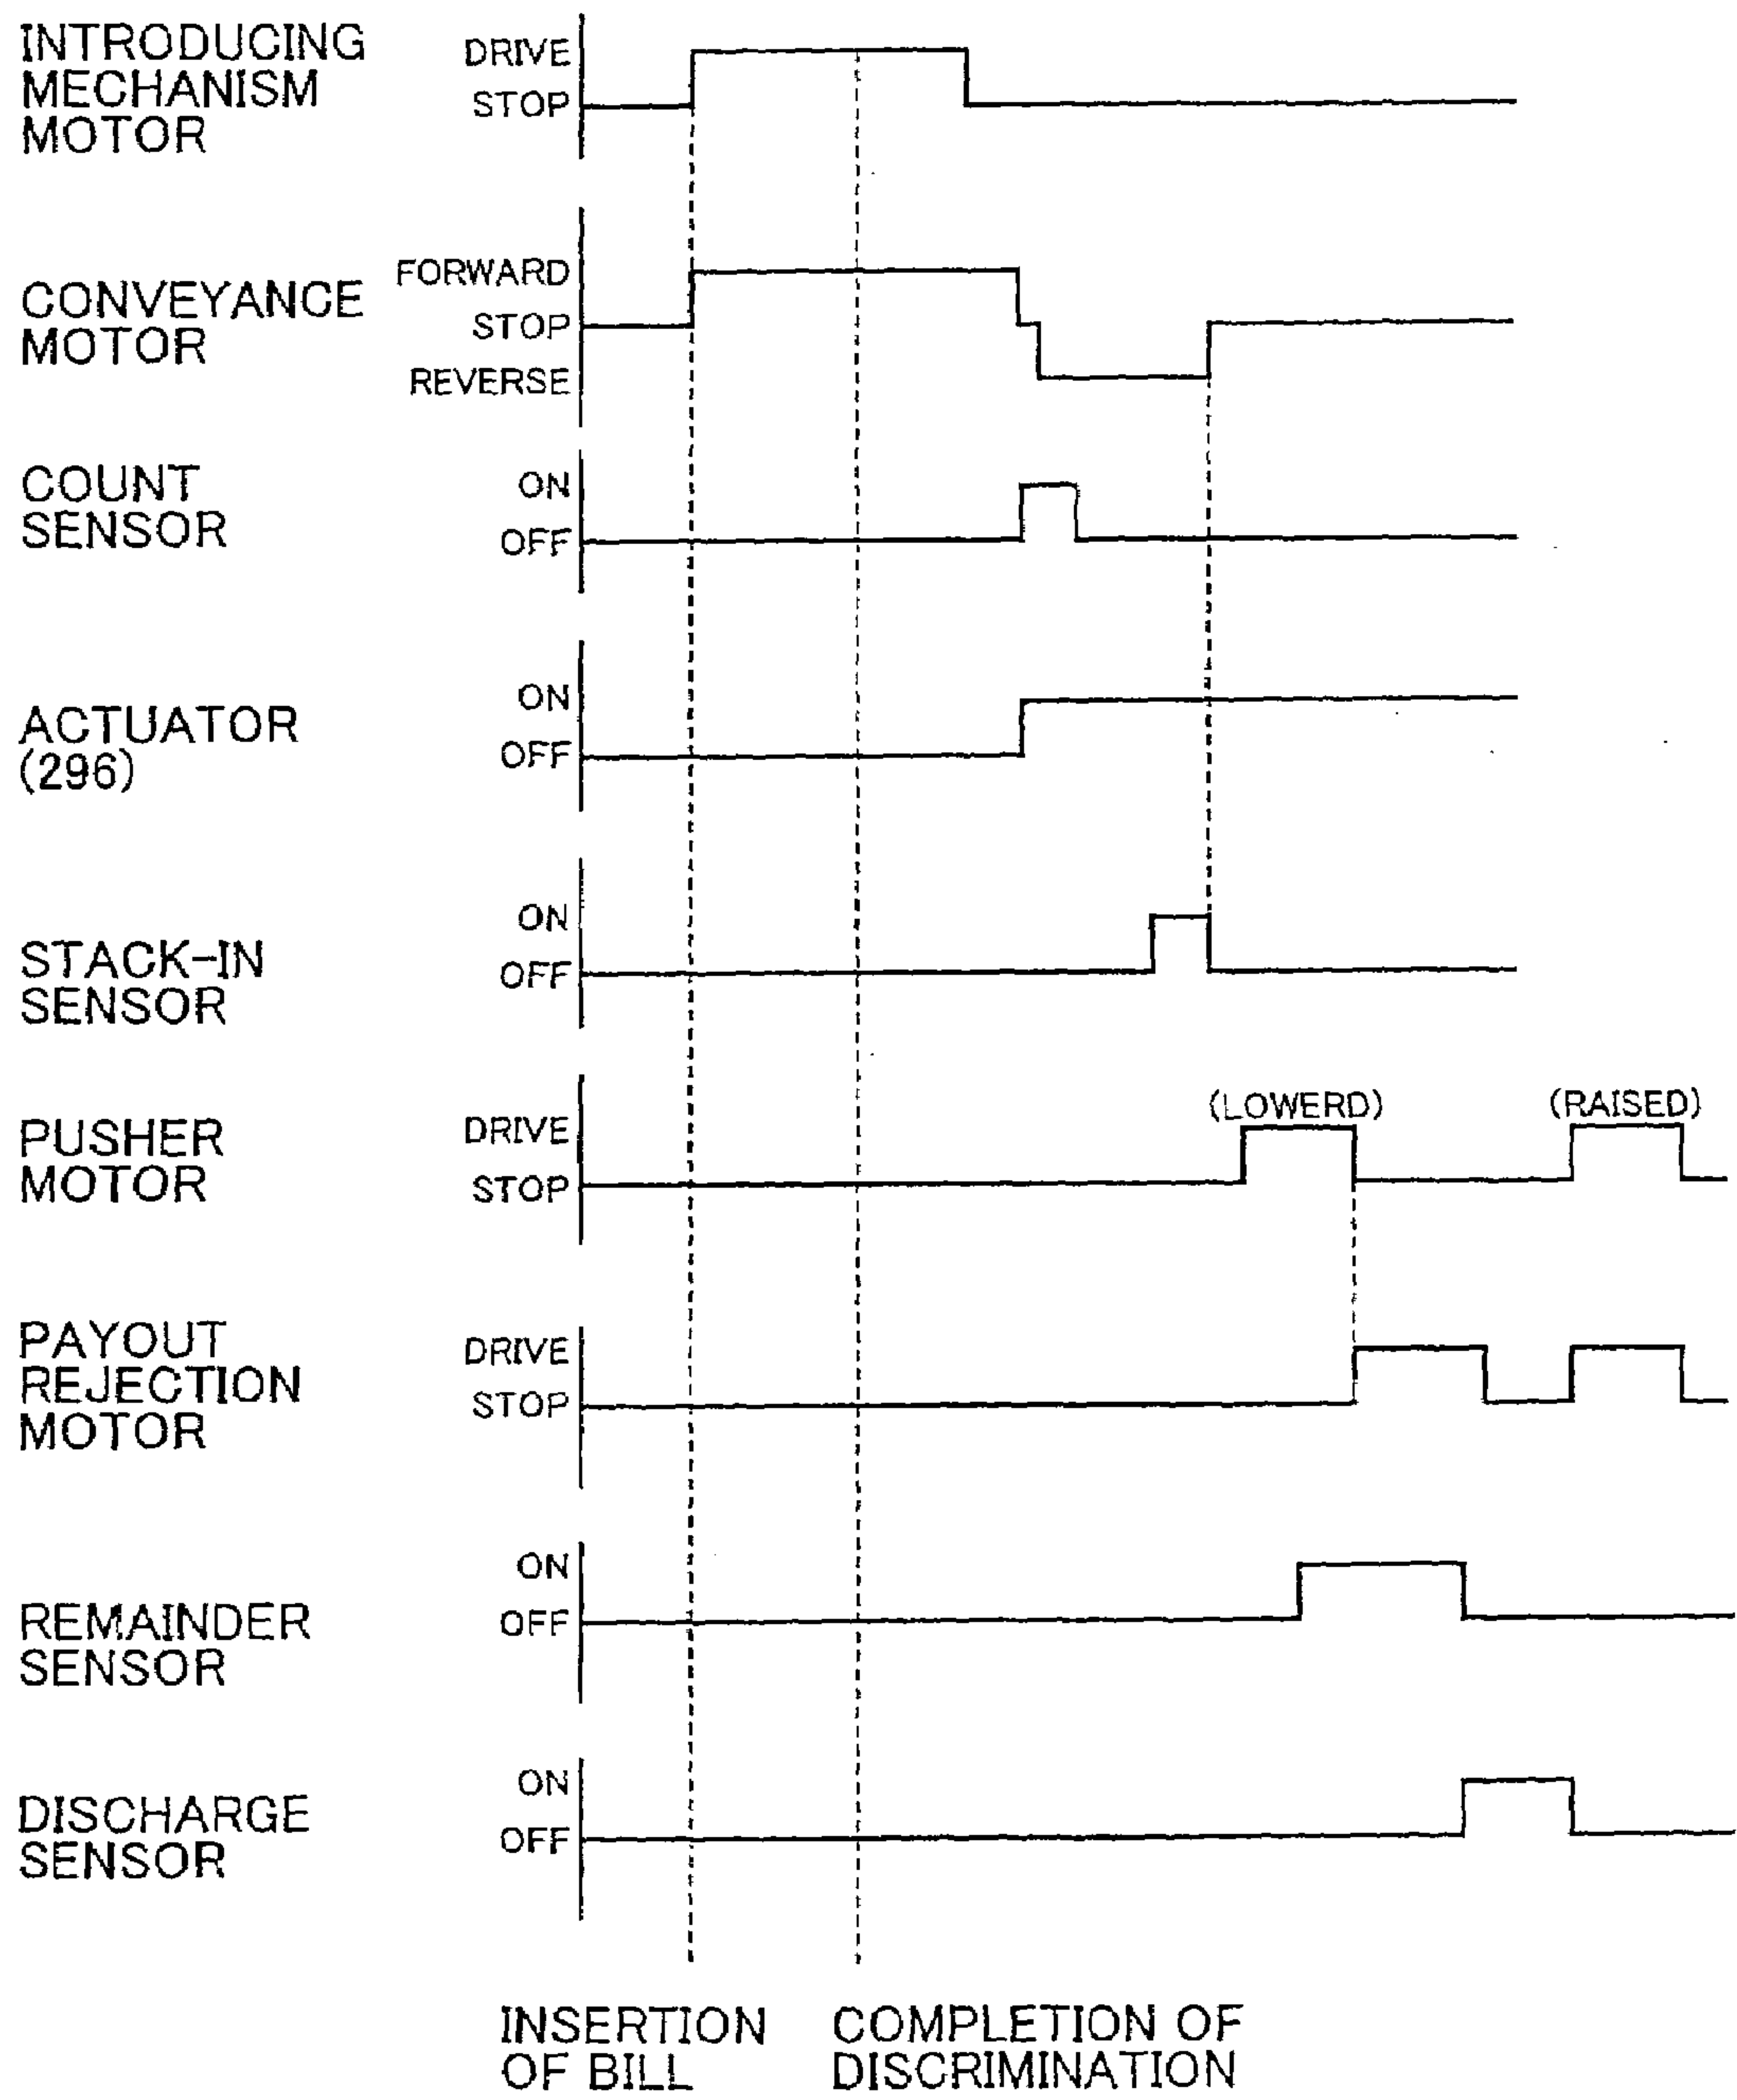 INTRODUCING
MECHANISM
MOTOR
DRIVE
STOP
CONVEYANCE
MOTOR
FORWARD
STOP
REVERSE
COUNT
SENSOR
ON
OFF
ACTUATOR
(296)
ON
OFF
STACK-IN
SENSOR
ON
OFF
PUSHER
MOTOR
DRIVE
STOP
(LOWERD)
(RAISED)
PAYOUT
REJECTION
MOTOR
DRIVE
STOP
REMAINDER
SENSOR
ON
OFF
DISCHARGE
SENSOR
ON
OFF
INSERTION
OF BILL
COMPLETION OF
DISCRIMINATION